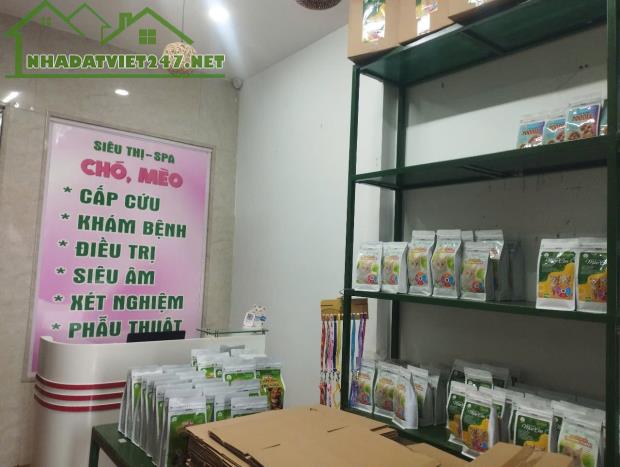 NHADATVIET247.NET
SIÊU THỊ-SPA
CHÓ, MÈO
* CẤP CỨU
* KHÁM BỆNH
* ĐIỀU TRỊ
* SIÊU ÂM
* XÉT NGHIỆM
* PHẪU THUẬT